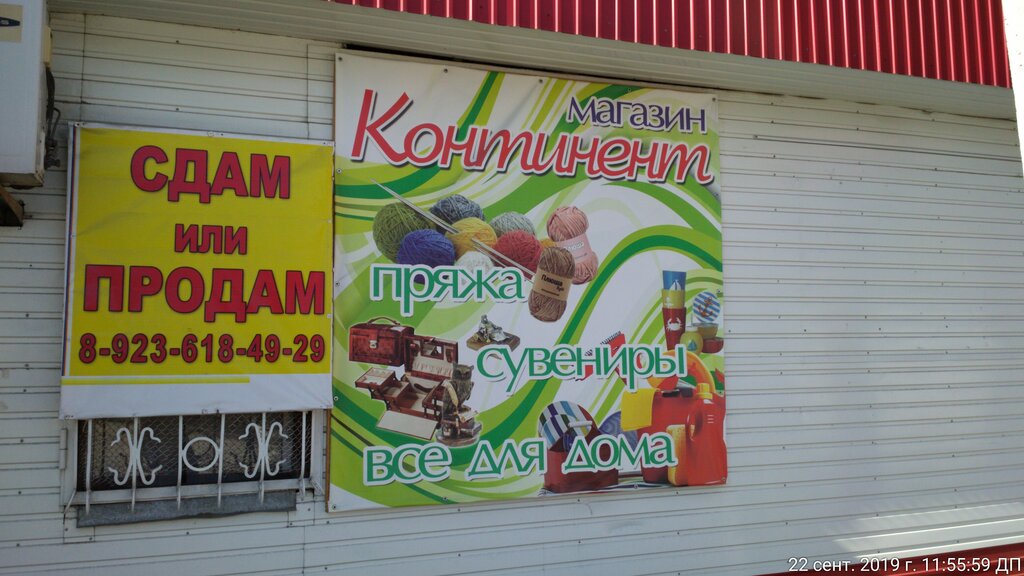 СДАМ
или
ПРОДАМ
8-923-618-49-29
магазин
Континент
пряжа
сувениры
все для дома
22 сент. 2019 г. 11:55:59 ДП